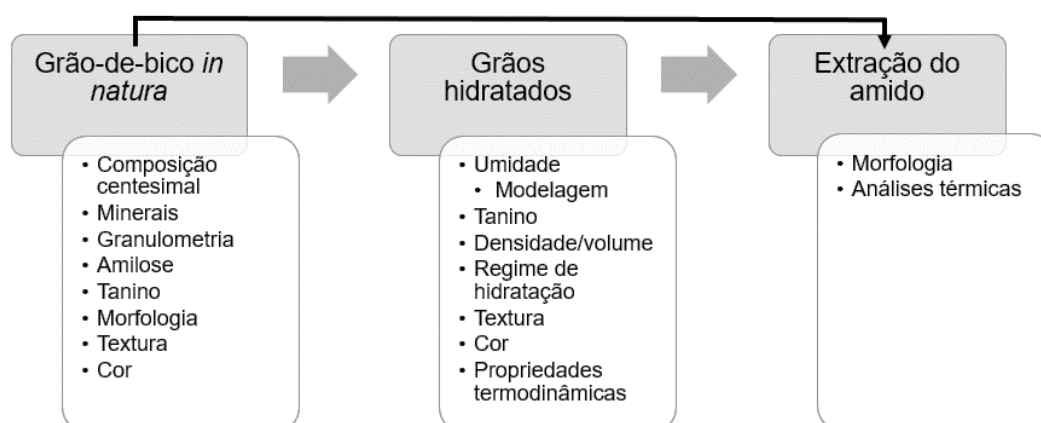 Grão-de-bico in
natura
• Composição
centesimal
• Minerais
• Granulometria
• Amilose
• Tanino
• Morfologia
• Textura
• Cor
Grãos
hidratados
• Umidade
• Modelagem
• Tanino
• Densidade/volume
• Regime de
hidratação
• Textura
• Cor
• Propriedades
termodinâmicas
Extração do
amido
• Morfologia
• Análises térmicas